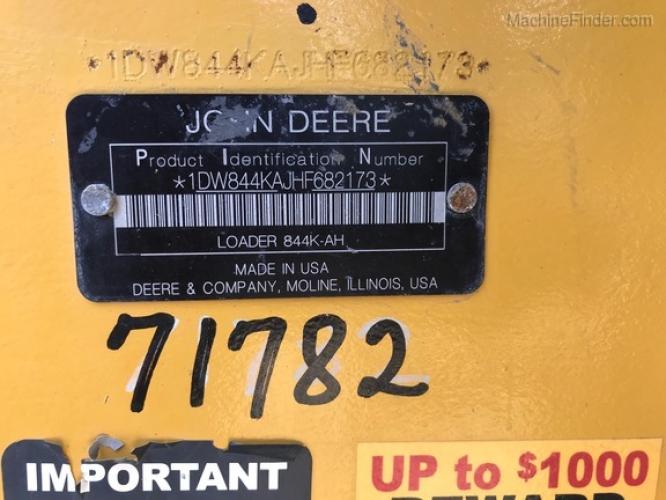 MachineFinder.com
*1DW844KAJHF682173*
JOHN DEERE
Product Identification Number
*1DW844KAJHF682173*
LOADER 844K-AH
MADE IN USA
DEERE & COMPANY, MOLINE, ILLINOIS, USA
71782
IMPORTANT
UP to $1000
REWARD